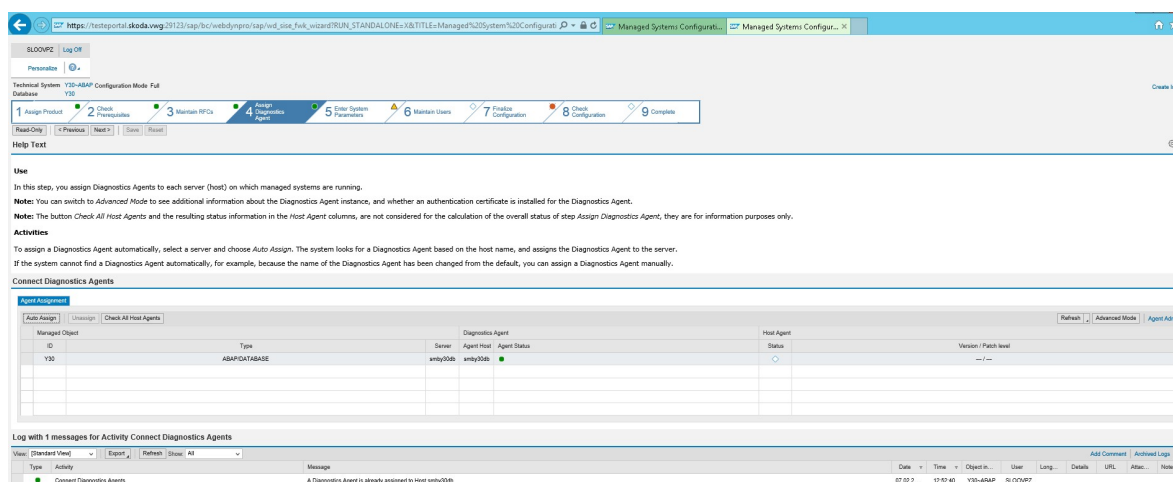 https://testeportal.skoda.vwg:29123/sap/bc/webdynpro/sap/wd_sise_fwk_wizard?RUN_STANDALONE=X&TITLE=Managed%20System%20Configurati
Managed Systems Configurati...
Managed Systems Configur... ×
SLOOVPZ Log Off
Personalize
Technical System Y30~ABAP Configuration Mode Full
Database Y30
Create In
1 Assign Product
2 Check Prerequisites
3 Maintain RFCs
4 Assign Diagnostics Agent
5 Enter System Parameters
6 Maintain Users
7 Finalize Configuration
8 Check Configuration
9 Complete
Read-Only < Previous Next > Save Reset
Help Text
Use
In this step, you assign Diagnostics Agents to each server (host) on which managed systems are running.
Note: You can switch to Advanced Mode to see additional information about the Diagnostics Agent instance, and whether an authentication certificate is installed for the Diagnostics Agent.
Note: The button Check All Host Agents and the resulting status information in the Host Agent columns, are not considered for the calculation of the overall status of step Assign Diagnostics Agent, they are for information purposes only.
Activities
To assign a Diagnostics Agent automatically, select a server and choose Auto Assign. The system looks for a Diagnostics Agent based on the host name, and assigns the Diagnostics Agent to the server.
If the system cannot find a Diagnostics Agent automatically, for example, because the name of the Diagnostics Agent has been changed from the default, you can assign a Diagnostics Agent manually.
Connect Diagnostics Agents
Agent Assignment
Auto Assign Unassign Check All Host Agents Refresh Advanced Mode Agent Adm
Managed Object Diagnostics Agent Host Agent
ID Type Server Agent Host Agent Status Status Version / Patch level
Y30 ABAP/DATABASE smby30db smby30db --- / ---
Log with 1 messages for Activity Connect Diagnostics Agents
View: [Standard View] Export Refresh Show: All Add Comment Archived Logs
Type Activity Message Date Time Object in... User Long... Details URL Attac... Note
Connect Diagnostics Agents A Diagnostics Agent is already assigned to Host smby30db 07.02.2 12:52:40 Y30~ABAP SLOOVPZ